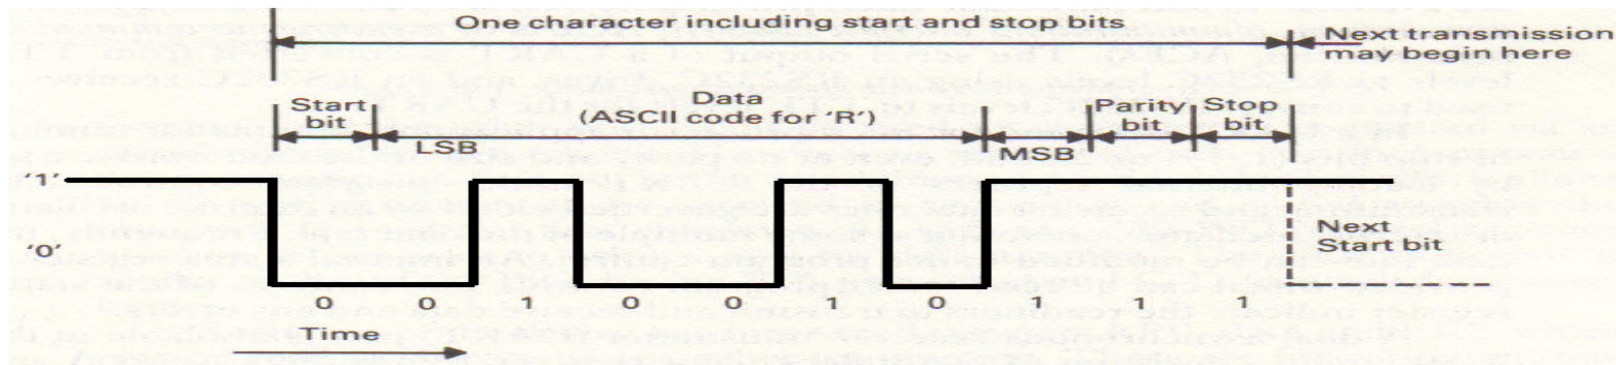 One character including start and stop bits
Next transmission
may begin here
Start
bit
LSB
Data
(ASCII code for 'R')
MSB
Parity
bit
Stop
bit
'1'
'0'
Next
Start bit
0 0 1 0 0 1 0 1 1 1
Time